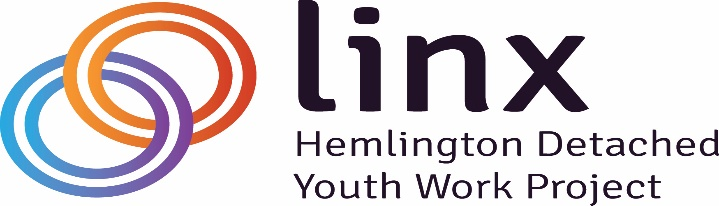 linx
Hemlington Detached
Youth Work Project